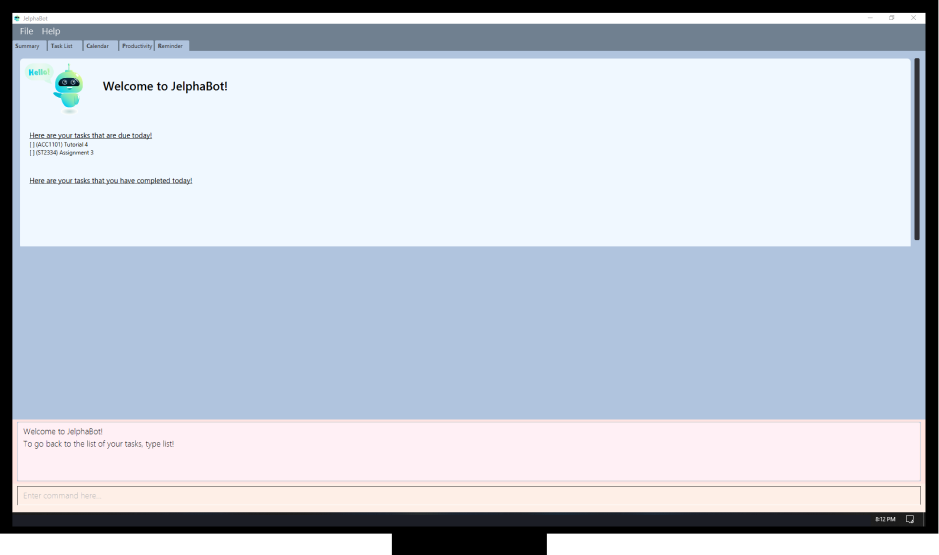 JelphaBot
File Help
Summary Task List Calendar Productivity Reminder
Hello!
Welcome to JelphaBot!
Here are your tasks that are due today!
[ ] (ACC1101) Tutorial 4
[ ] (ST2334) Assignment 3
Here are your tasks that you have completed today!
Welcome to JelphaBot!
To go back to the list of your tasks, type list!
Enter command here...
8:12 PM